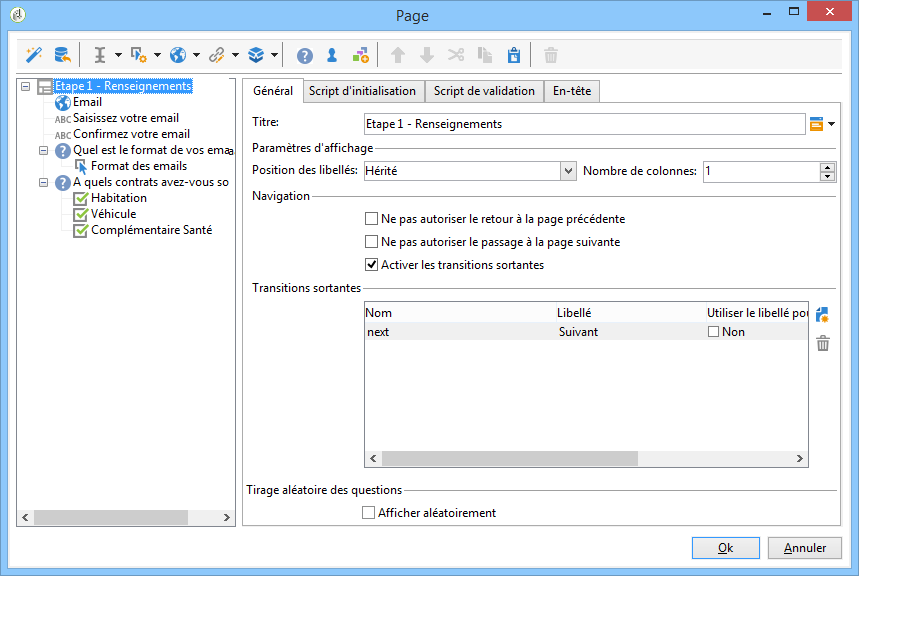 Page
Etape 1 - Renseignements
Email
ABC Saisissez votre email
ABC Confirmez votre email
Quel est le format de vos ema
Format des emails
A quels contrats avez-vous so
Habitation
Véhicule
Complémentaire Santé
Général Script d'initialisation Script de validation En-tête
Titre: Etape 1 - Renseignements
Paramètres d'affichage
Position des libellés: Hérité Nombre de colonnes: 1
Navigation
Ne pas autoriser le retour à la page précédente
Ne pas autoriser le passage à la page suivante
Activer les transitions sortantes
Transitions sortantes
Nom Libellé Utiliser le libellé pou
next Suivant Non
Tirage aléatoire des questions
Afficher aléatoirement
Ok Annuler